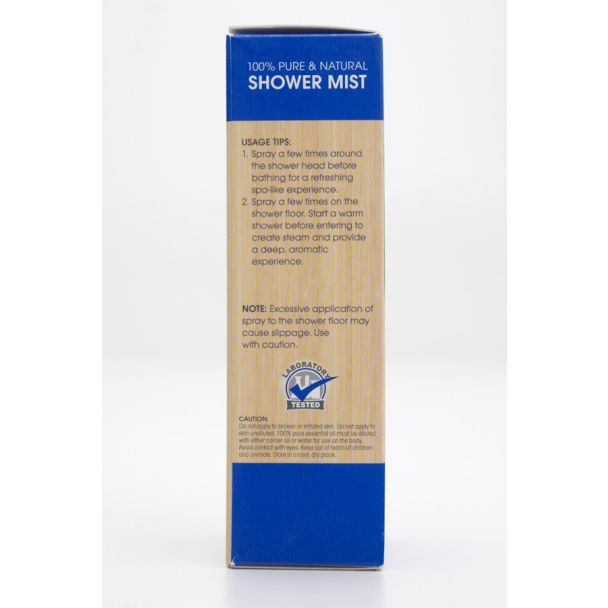 100% PURE & NATURAL
SHOWER MIST
USAGE TIPS:
1. Spray a few times around
the shower head before
bathing for a refreshing
spa-like experience.
2. Spray a few times on the
shower floor. Start a warm
shower before entering to
create steam and provide
a deep, aromatic
experience.
NOTE: Excessive application of
spray to the shower floor may
cause slippage. Use
with caution.
LABORATORY
TESTED
CAUTION:
Do not apply to broken or irritated skin. Do not apply to
skin undiluted. 100% pure essential oil must be diluted
with either carrier oil or water for use on the body.
Avoid contact with eyes. Keep out of reach of children
and animals. Store in a cool, dry place.